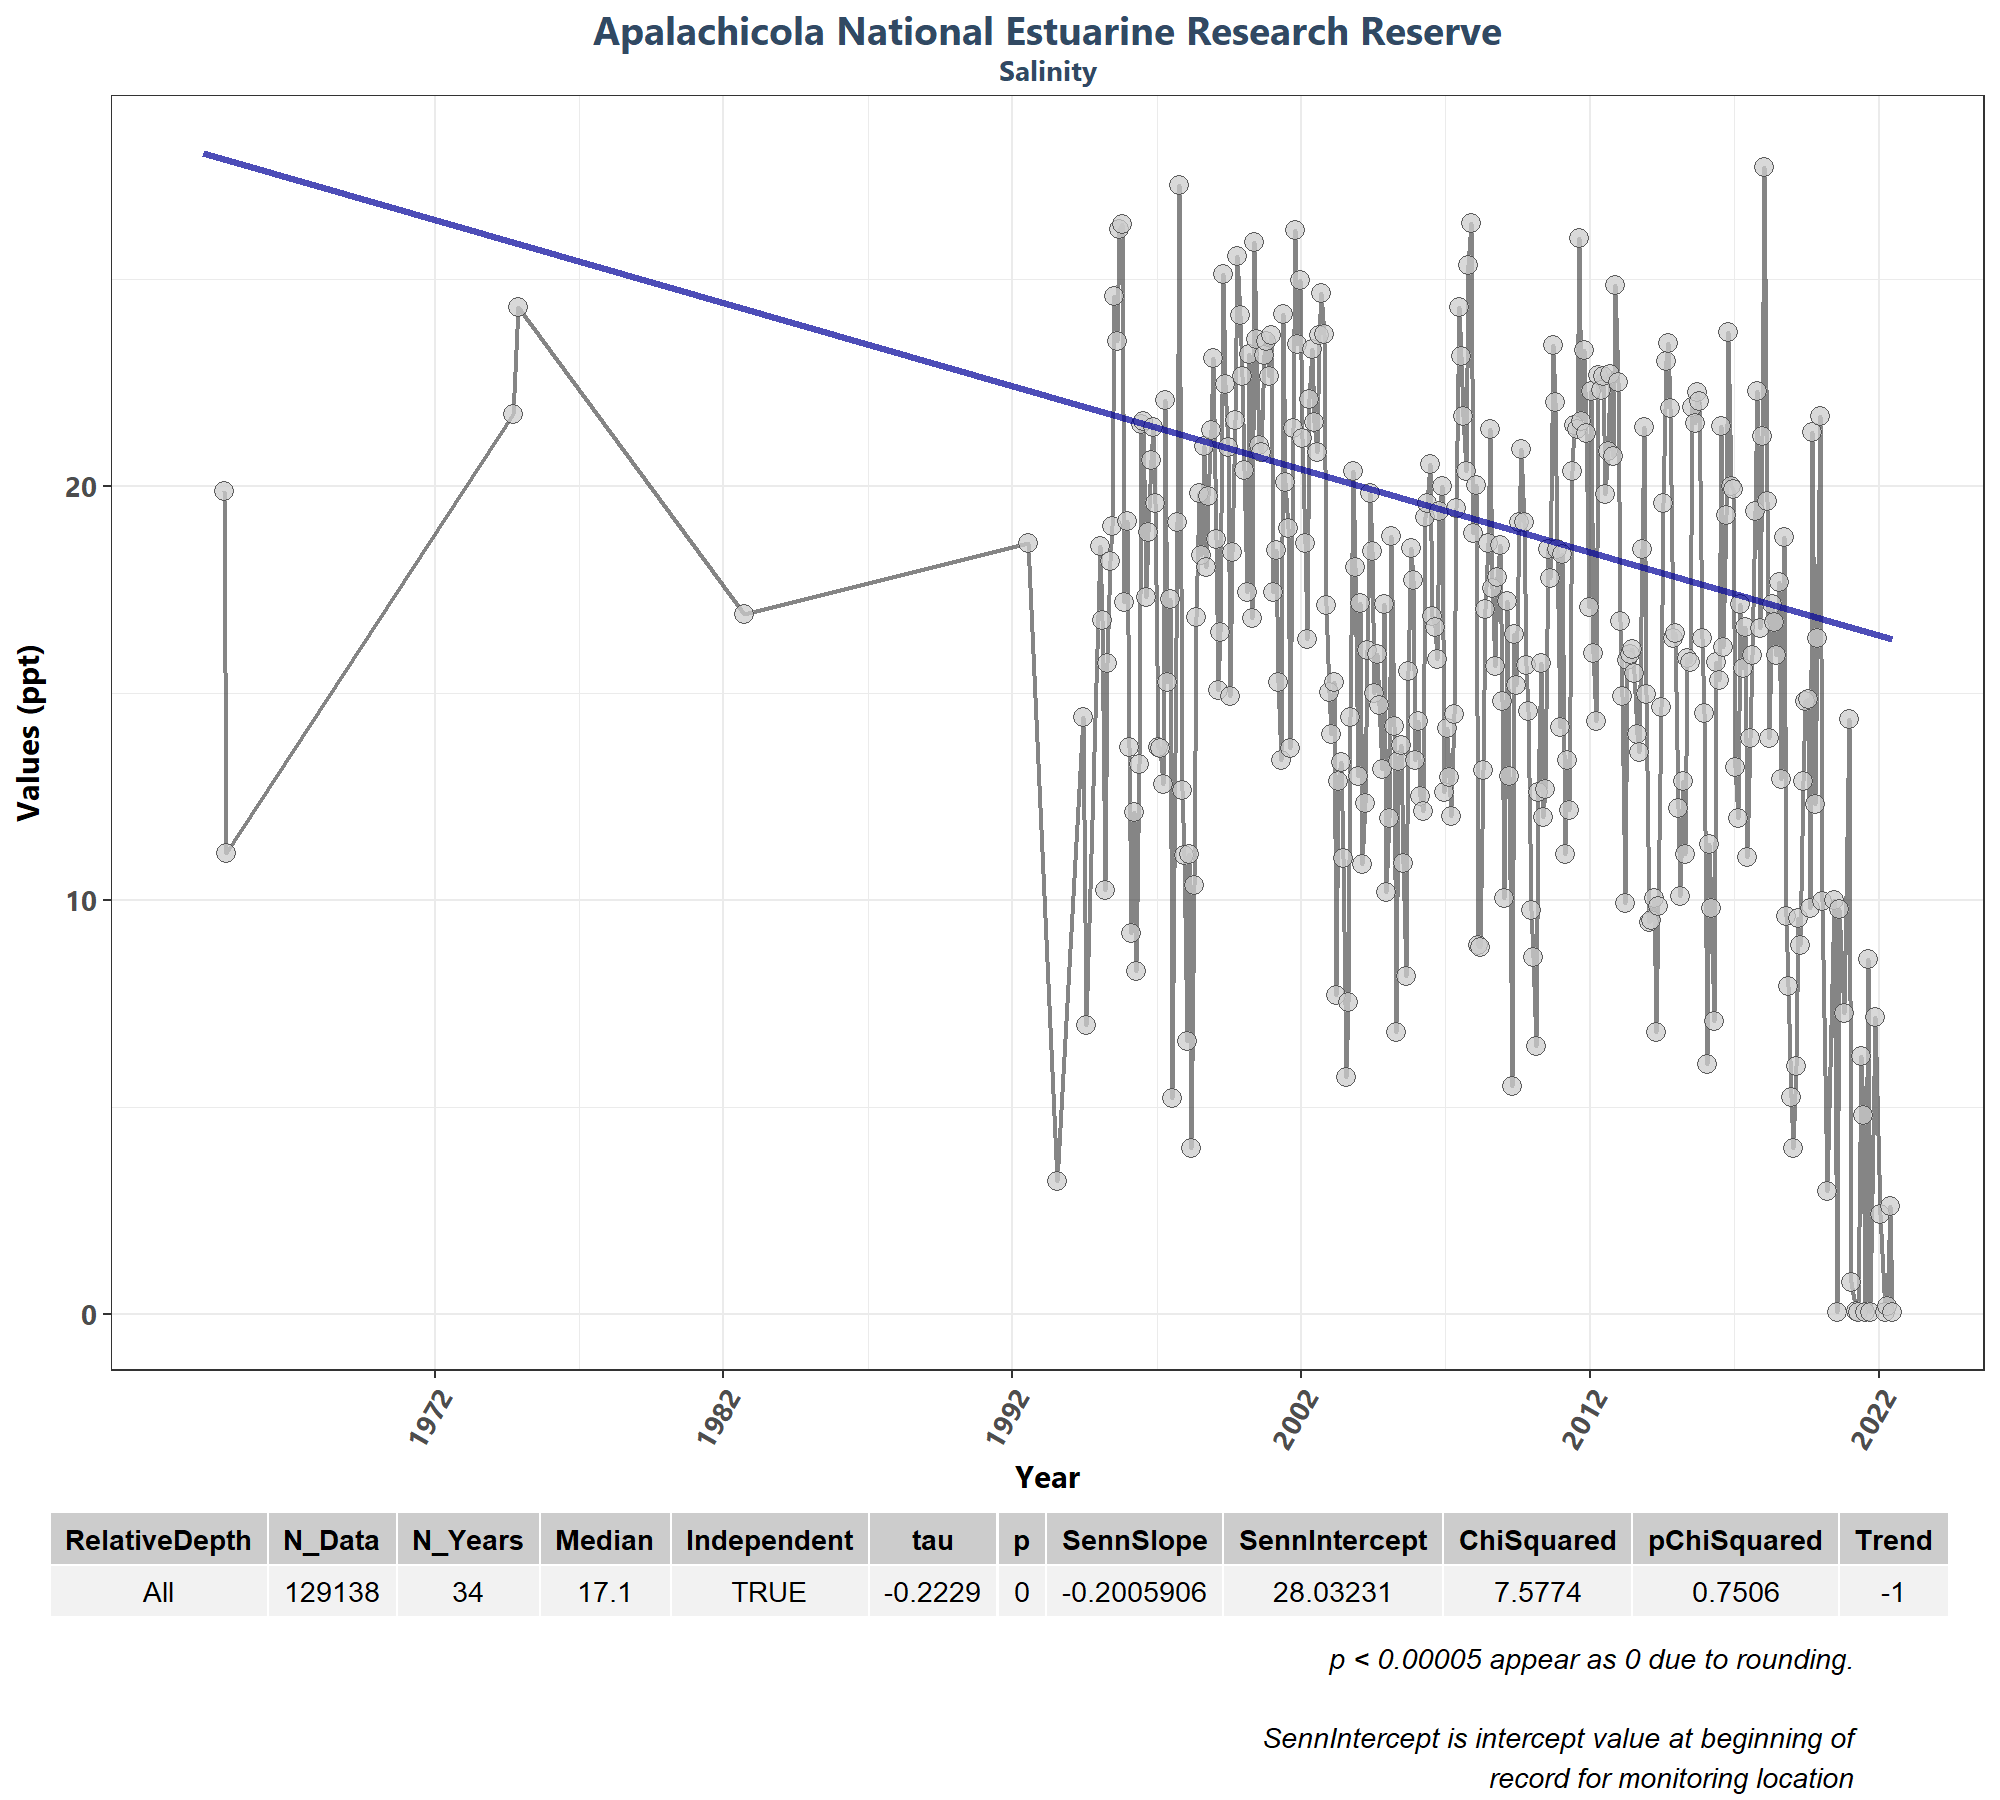 Apalachicola National Estuarine Research Reserve
Salinity
Values (ppt)
20
10
0
1972
1982
1992
2002
2012
2022
Year
RelativeDepth N_Data N_Years Median Independent tau p SennSlope SennIntercept ChiSquared pChiSquared Trend
All 129138 34 17.1 TRUE -0.2229 0 -0.2005906 28.03231 7.5774 0.7506 -1
p < 0.00005 appear as 0 due to rounding.
SennIntercept is intercept value at beginning of
record for monitoring location